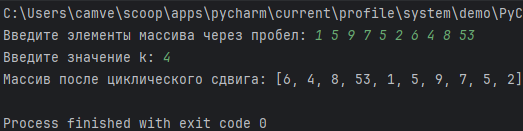 C:\Users\camve\scoop\apps\pycharm\current\profile\system\demo\PyC
Введите элементы массива через пробел: 1 5 9 7 5 2 6 4 8 53
Введите значение k: 4
Массив после циклического сдвига: [6, 4, 8, 53, 1, 5, 9, 7, 5, 2]
Process finished with exit code 0